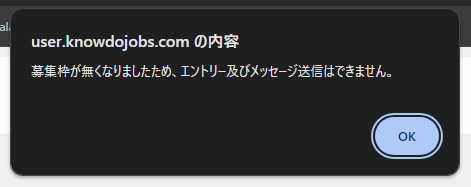 ala
user.knowdojobs.com の内容
募集枠が無くなりましたため、エントリー及びメッセージ送信はできません。
OK